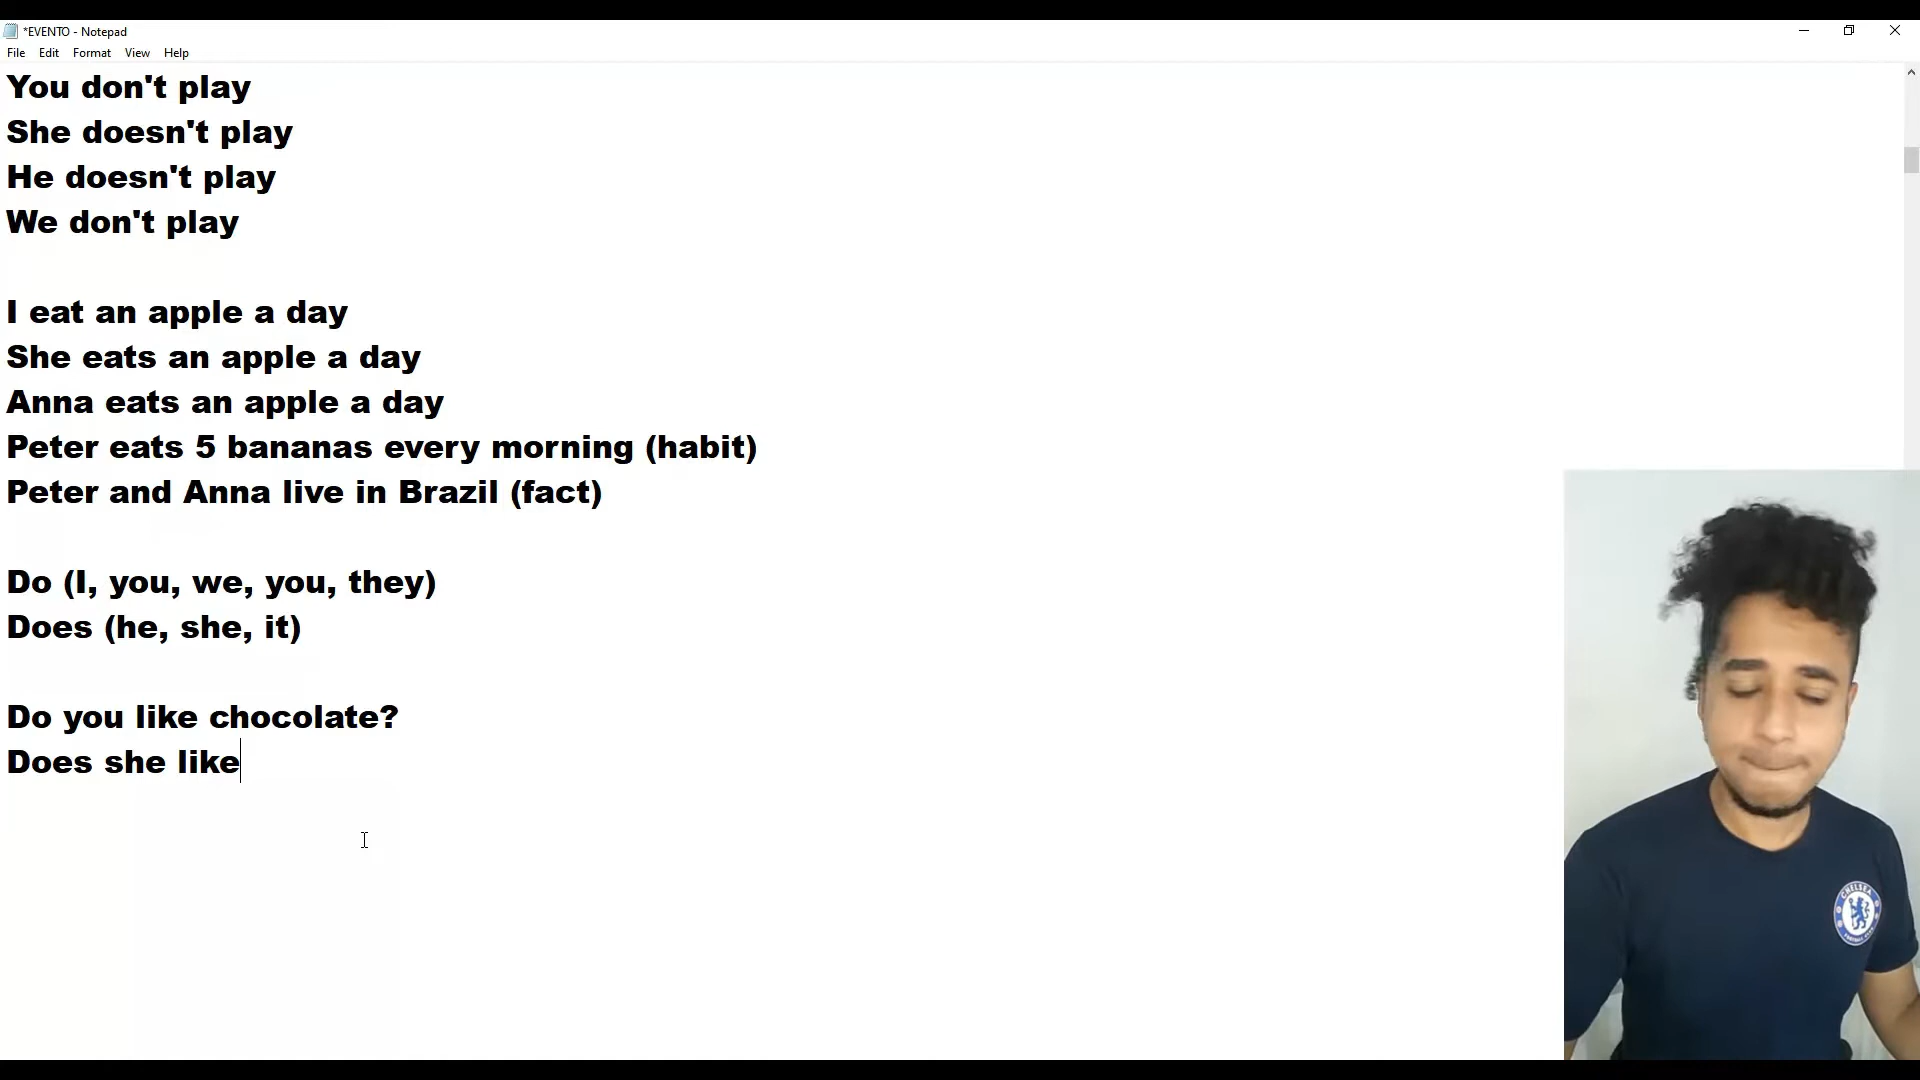 *EVENTO - Notepad
File Edit Format View Help
You don't play
She doesn't play
He doesn't play
We don't play
I eat an apple a day
She eats an apple a day
Anna eats an apple a day
Peter eats 5 bananas every morning (habit)
Peter and Anna live in Brazil (fact)
Do (I, you, we, you, they)
Does (he, she, it)
Do you like chocolate?
Does she like
CHELSEA
FOOTBALL CLUB